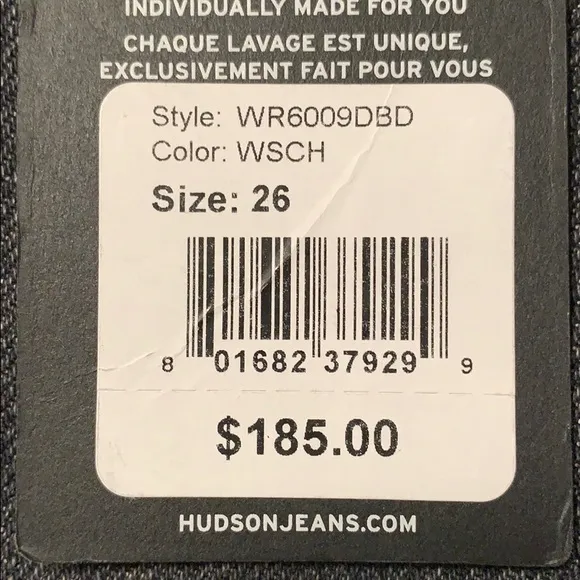 INDIVIDUALLY MADE FOR YOU
CHAQUE LAVAGE EST UNIQUE,
EXCLUSIVEMENT FAIT POUR VOUS
Style: WR6009DBD
Color: WSCH
Size: 26
8 01682 37929 9
$185.00
HUDSONJEANS.COM